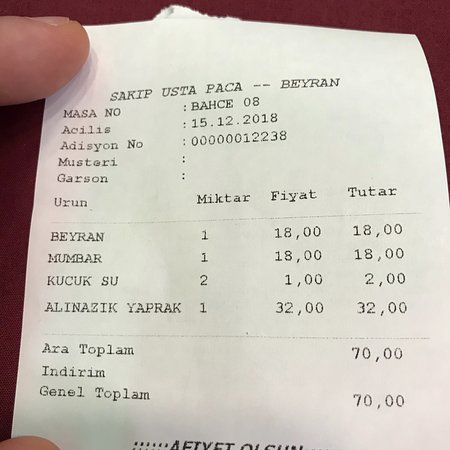 SAKIP USTA PACA -- BEYRAN
MASA NO :BAHCE 08
Acilis :15.12.2018
Adisyon No :00000012238
Musteri :
Garson :
Urun Miktar Fiyat Tutar
BEYRAN 1 18,00 18,00
MUMBAR 1 18,00 18,00
KUCUK SU 2 1,00 2,00
ALINAZIK YAPRAK 1 32,00 32,00
Ara Toplam 70,00
Indirim
Genel Toplam 70,00
!!!!!!AFIYET OLSUN